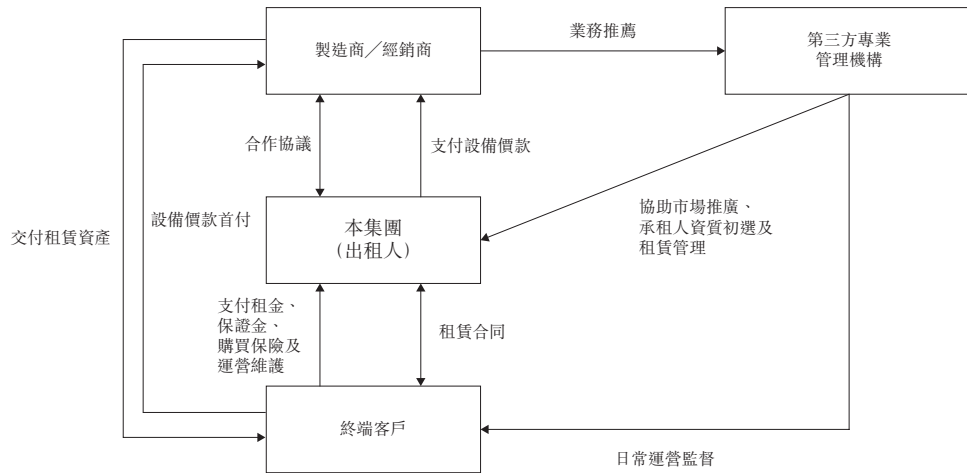 製造商／經銷商
業務推薦
第三方專業
管理機構
合作協議
支付設備價款
交付租賃資產
設備價款首付
本集團
(出租人)
協助市場推廣、
承租人資質初選及
租賃管理
支付租金、
保證金、
購買保險及
運營維護
租賃合同
終端客戶
日常運營監督